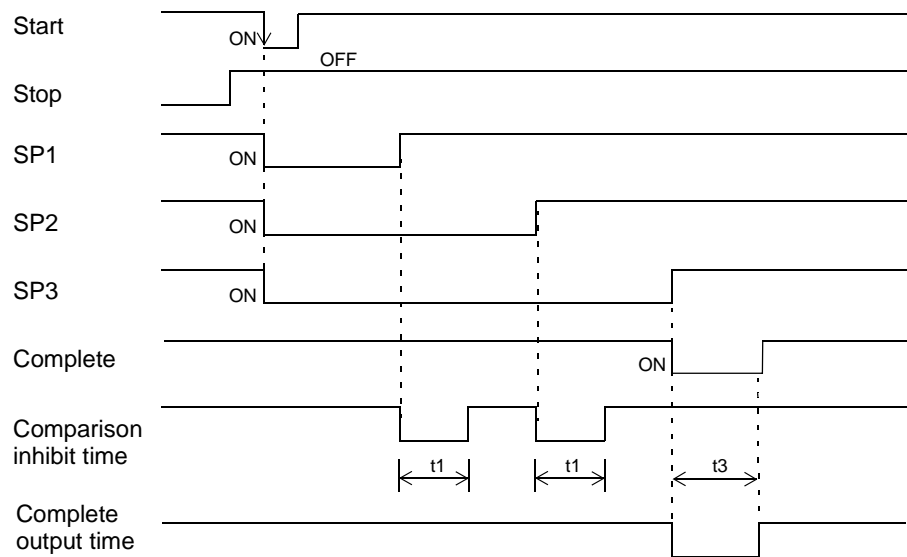 Start
ON
OFF
Stop
SP1
ON
SP2
ON
SP3
ON
Complete
ON
Comparison
inhibit time
t1
t1
t3
Complete
output time